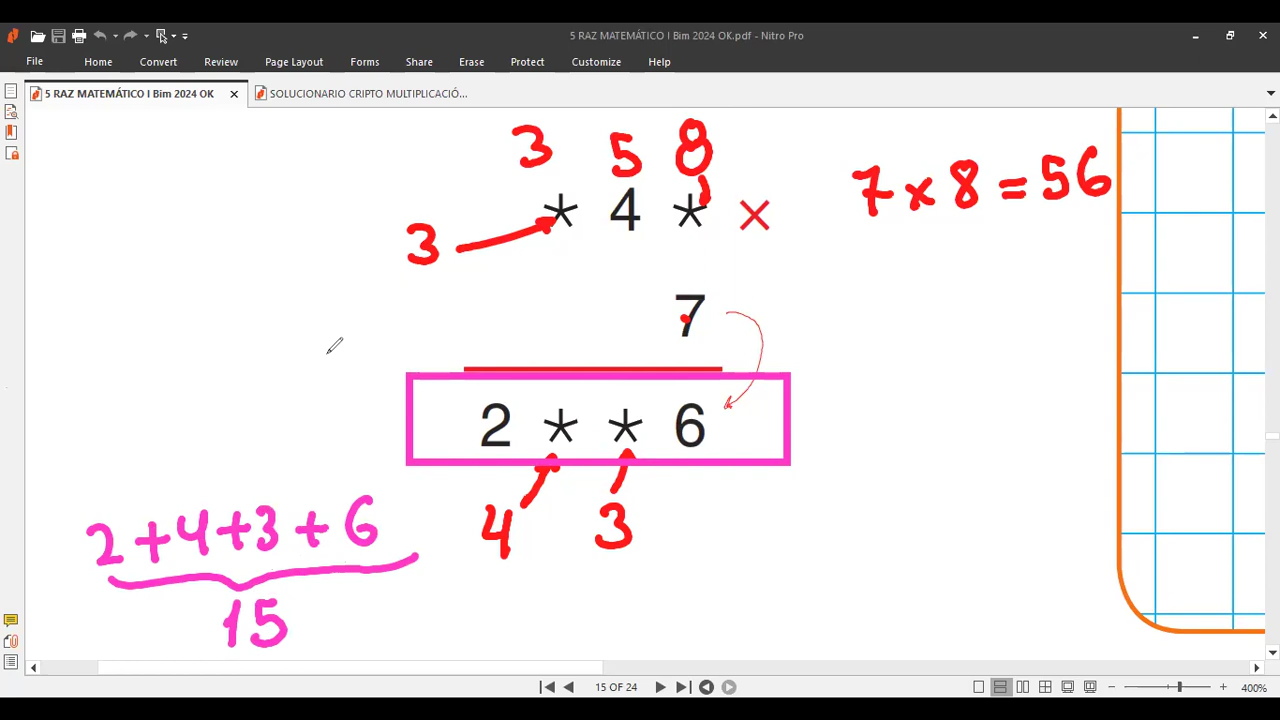 5 RAZ MATEMÁTICO I Bim 2024 OK.pdf - Nitro Pro
File Home Convert Review Page Layout Forms Share Erase Protect Customize Help
5 RAZ MATEMÁTICO I Bim 2024 OK SOLUCIONARIO CRIPTO MULTIPLICACIÓ...
3 5 8
7 x 8 = 56
* 4 * ×
3
7
2 * * 6
4 3
2+4+3+6
15
15 OF 24
400%